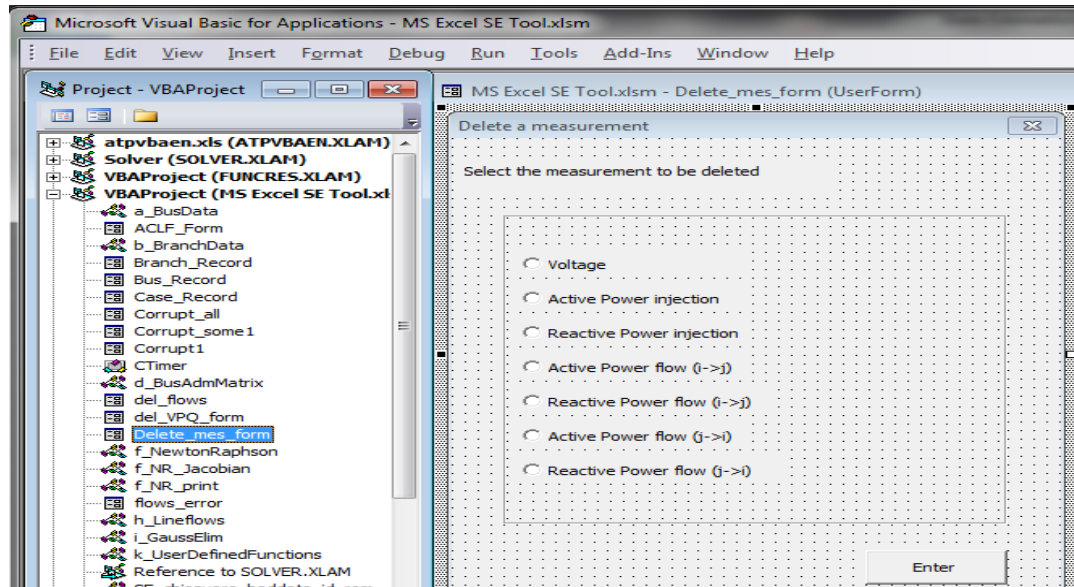 Microsoft Visual Basic for Applications - MS Excel SE Tool.xlsm
File Edit View Insert Format Debug Run Tools Add-Ins Window Help
Project - VBAProject
atpvbaen.xls (ATPVBAEN.XLAM)
Solver (SOLVER.XLAM)
VBAProject (FUNCRES.XLAM)
VBAProject (MS Excel SE Tool.xl
a_BusData
ACLF_Form
b_BranchData
Branch_Record
Bus_Record
Case_Record
Corrupt_all
Corrupt_some1
Corrupt1
CTimer
d_BusAdmMatrix
del_flows
del_VPQ_form
Delete_mes_form
f_NewtonRaphson
f_NR_Jacobian
f_NR_print
flows_error
h_Lineflows
i_GaussElim
k_UserDefinedFunctions
Reference to SOLVER.XLAM
MS Excel SE Tool.xlsm - Delete_mes_form (UserForm)
Delete a measurement
Select the measurement to be deleted
Voltage
Active Power injection
Reactive Power injection
Active Power flow (i->j)
Reactive Power flow (i->j)
Active Power flow (j->i)
Reactive Power flow (j->i)
Enter